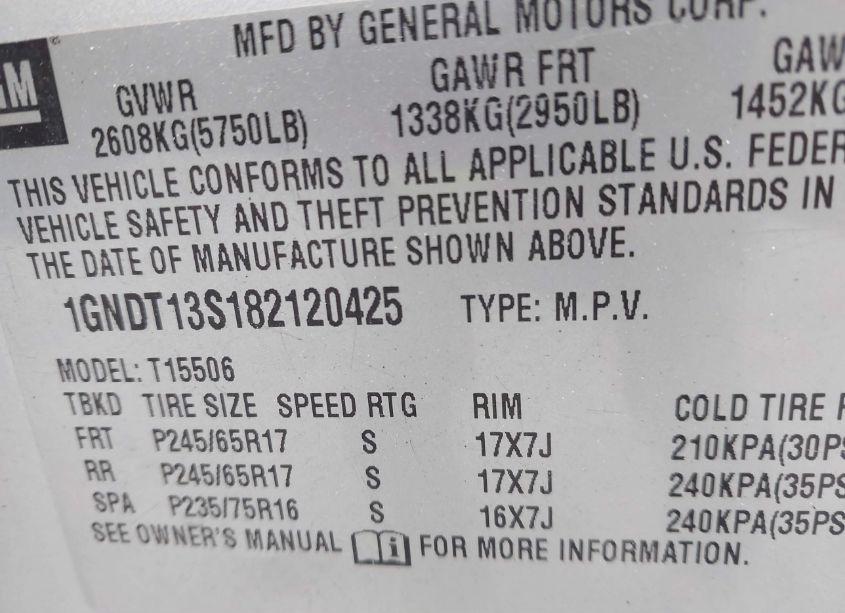 MFD BY GENERAL MOTORS CORP.
GM
GVWR GAWR FRT GAW
2608KG(5750LB) 1338KG(2950LB) 1452KG
THIS VEHICLE CONFORMS TO ALL APPLICABLE U.S. FEDER
VEHICLE SAFETY AND THEFT PREVENTION STANDARDS IN
THE DATE OF MANUFACTURE SHOWN ABOVE.
1GNDT13S182120425 TYPE: M.P.V.
MODEL: T15506
TBKD TIRE SIZE SPEED RTG RIM COLD TIRE P
FRT P245/65R17 S 17X7J 210KPA(30PS
RR P245/65R17 S 17X7J 240KPA(35PS
SPA P235/75R16 S 16X7J 240KPA(35PS
SEE OWNER'S MANUAL i FOR MORE INFORMATION.